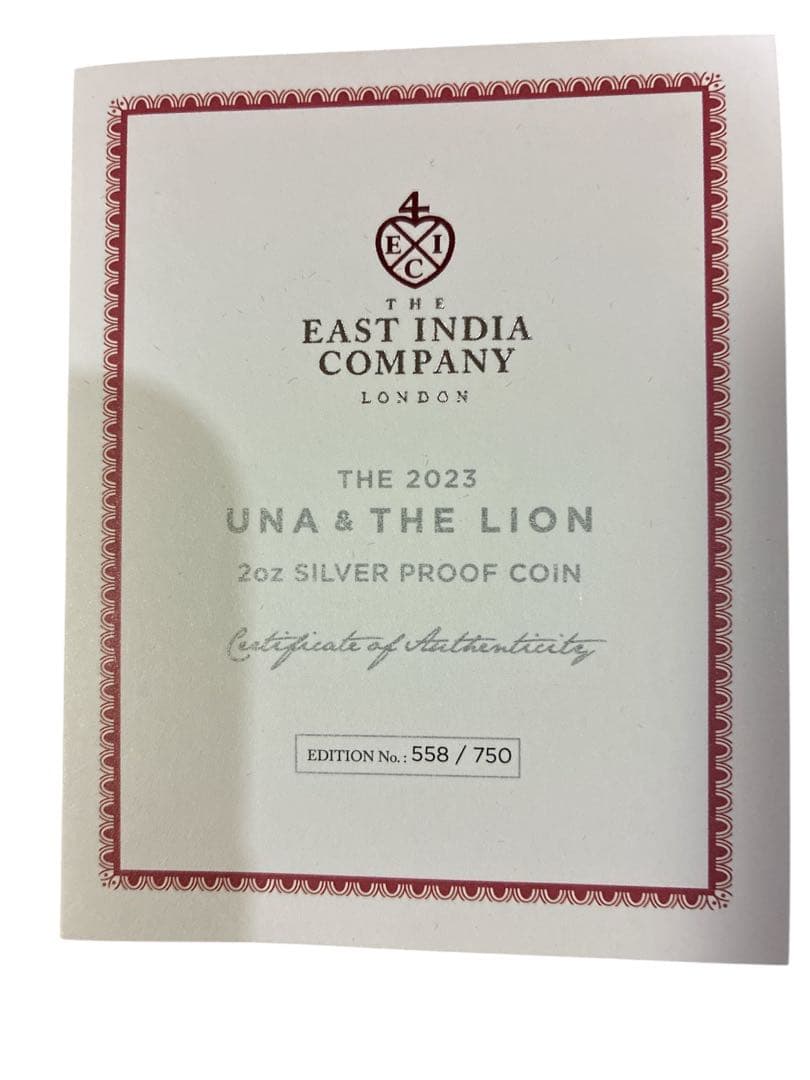 4
E I
C
THE
EAST INDIA
COMPANY
LONDON
THE 2023
UNA & THE LION
2oz SILVER PROOF COiN
Certificate of Authenticity
EDITION No.: 558 / 750